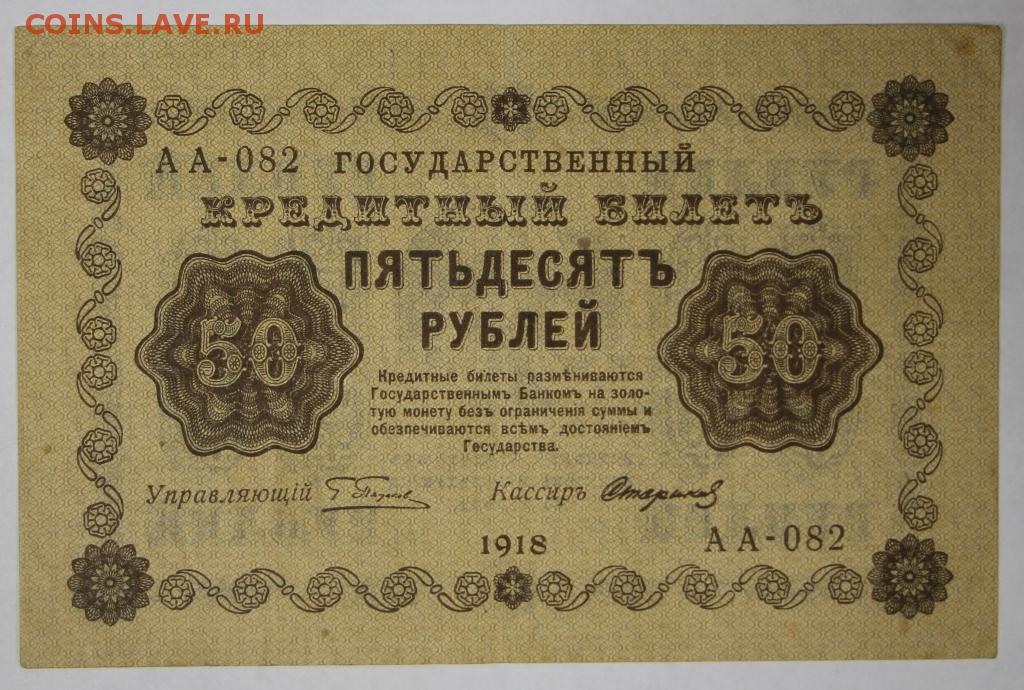 COINS.LAVE.RU
АА-082 ГОСУДАРСТВЕННЫЙ
КРЕДИТНЫЙ БИЛЕТЪ
ПЯТЬДЕСЯТЪ
РУБЛЕЙ
50 50
Кредитные билеты размѣниваются
Государственнымъ Банкомъ на золо-
тую монету безъ ограниченія суммы и
обезпечиваются всѣмъ достояніемъ
Государства.
Управляющій Кассиръ
1918 АА-082